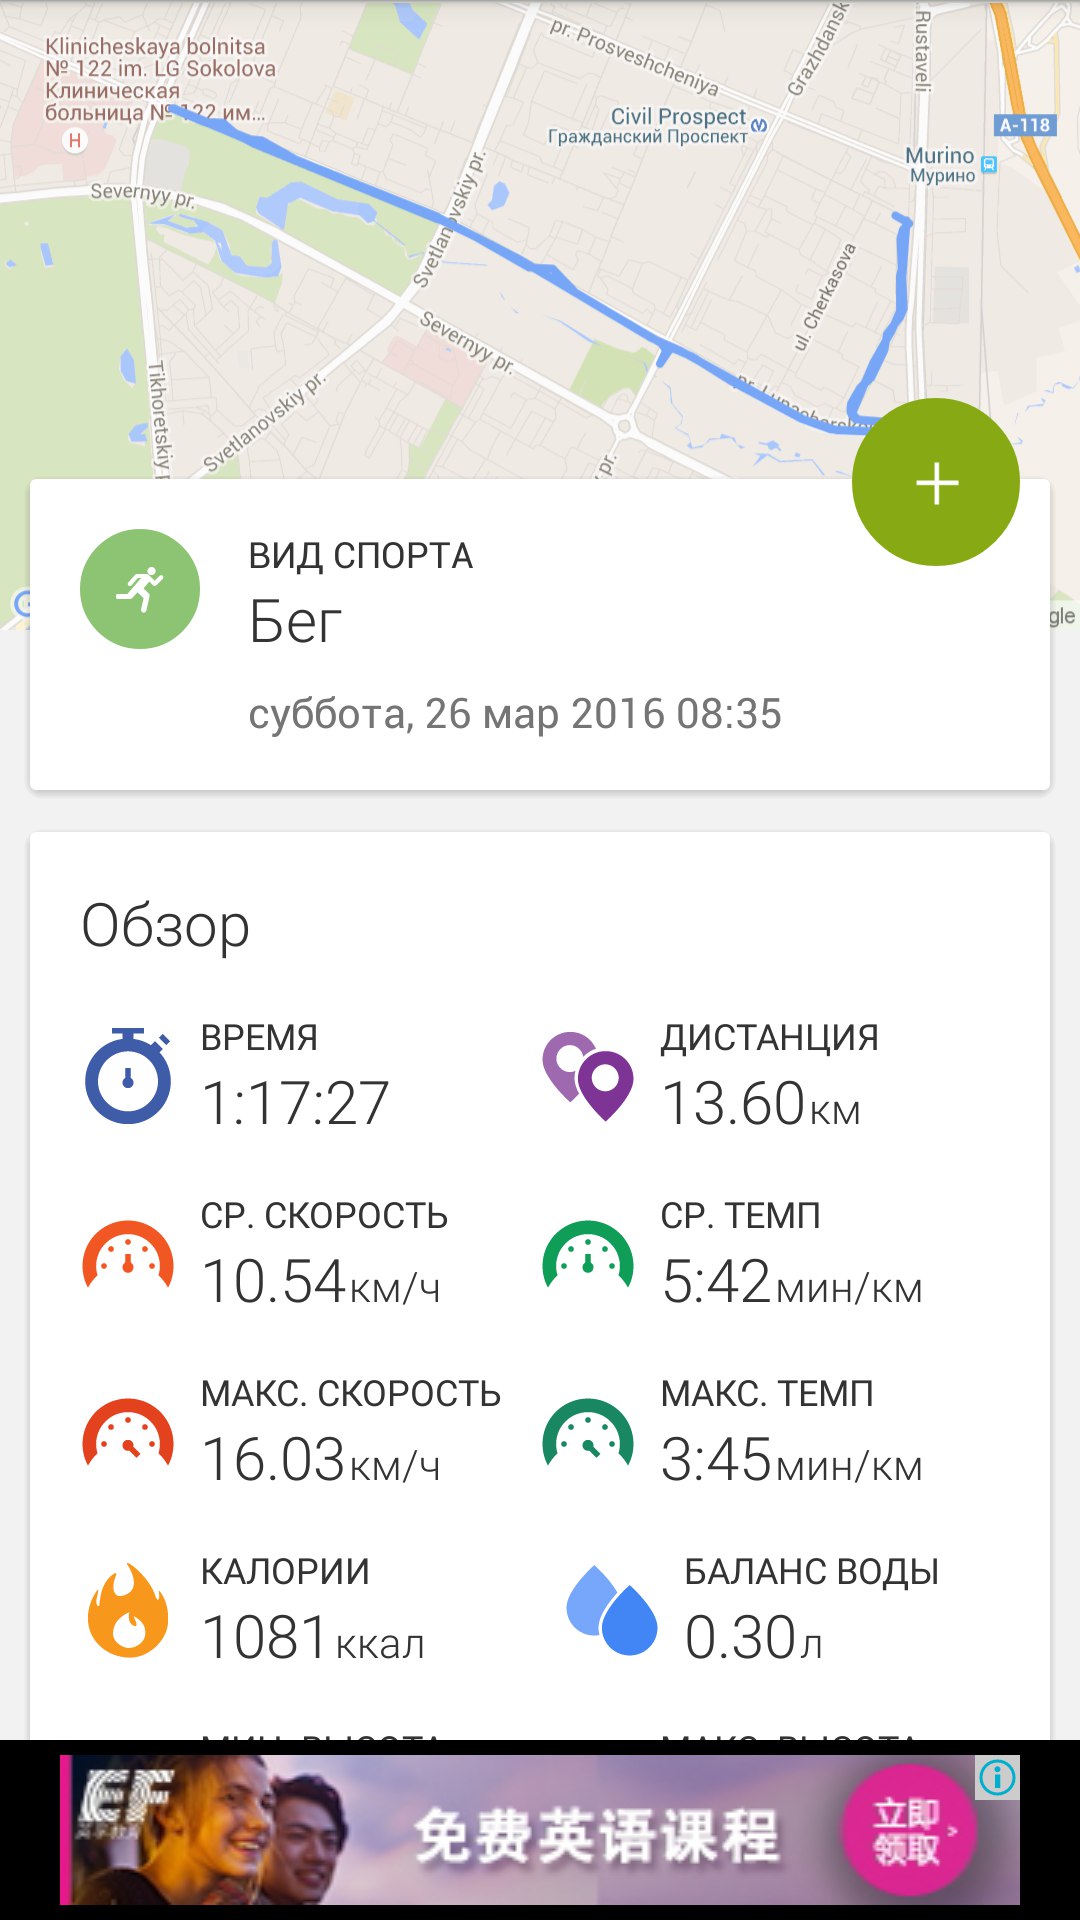 Klinicheskaya bolnitsa
№ 122 im. LG Sokolova
Клиническая
больница № 122 им...
H
pr. Prosveshcheniya
Grazhdansk
Rustaveli
Civil Prospect
Гражданский Проспект
A-118
Murino
Мурино
Severnyy pr.
Svetlanovskiy pr.
ul. Cherkasova
Severnyy pr.
Tikhoretskiy
Svetlanovskiy pr.
pr.
gle
+
ВИД СПОРТА
Бег
суббота, 26 мар 2016 08:35
Обзор
ВРЕМЯ
1:17:27
ДИСТАНЦИЯ
13.60км
СР. СКОРОСТЬ
10.54км/ч
СР. ТЕМП
5:42мин/км
МАКС. СКОРОСТЬ
16.03км/ч
МАКС. ТЕМП
3:45мин/км
КАЛОРИИ
1081ккал
БАЛАНС ВОДЫ
0.30л
EF
免费英语课程
立即
领取 >